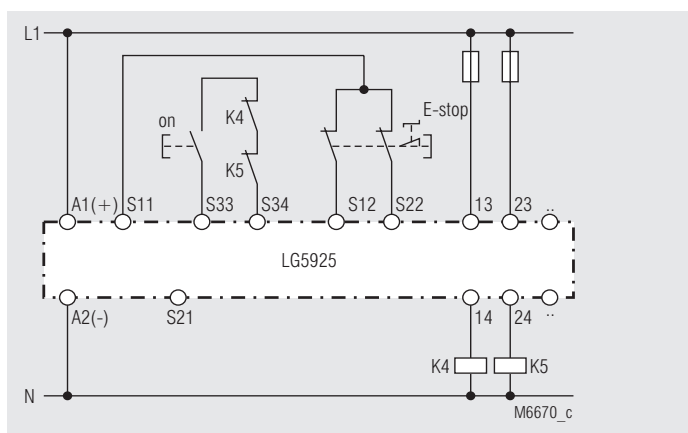 L1
on
K4
K5
E-stop
A1(+) S11 S33 S34 S12 S22 13 23 ..
LG5925
A2(-) S21 14 24 ..
K4 K5
N
M6670_c